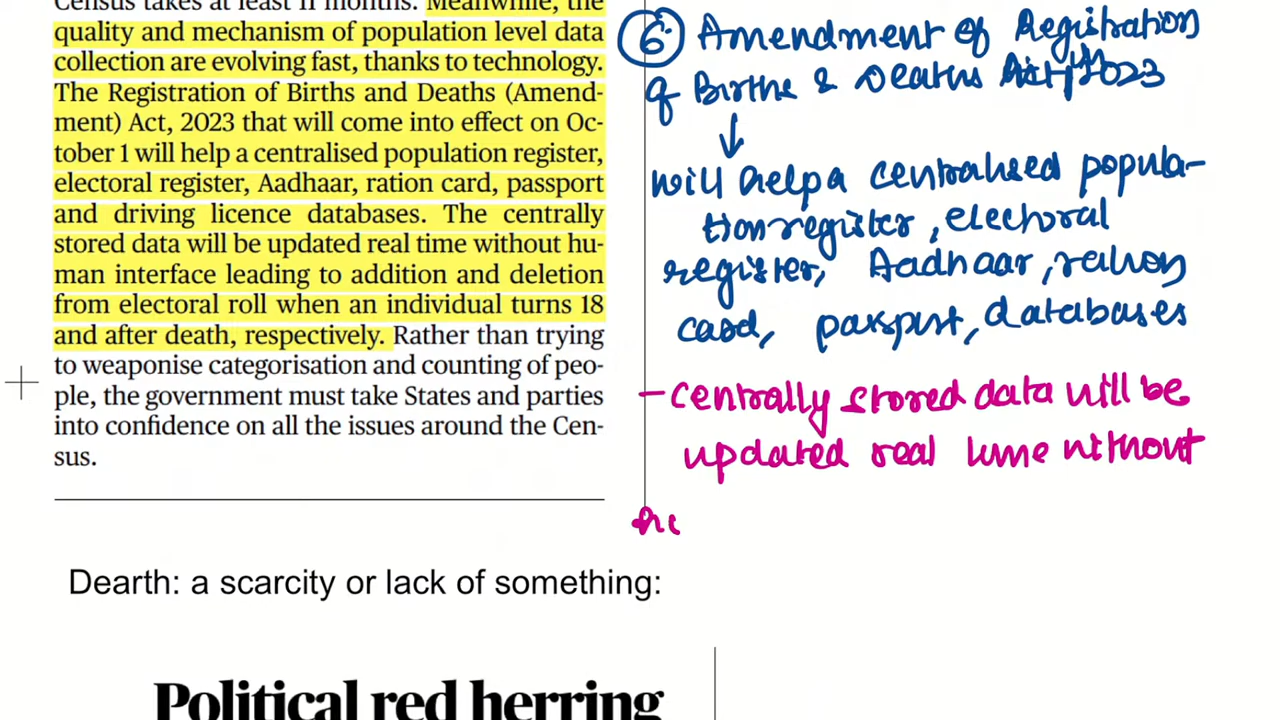 Census takes at least 11 months. Meanwhile, the
quality and mechanism of population level data
collection are evolving fast, thanks to technology.
The Registration of Births and Deaths (Amend-
ment) Act, 2023 that will come into effect on Oc-
tober 1 will help a centralised population register,
electoral register, Aadhaar, ration card, passport
and driving licence databases. The centrally
stored data will be updated real time without hu-
man interface leading to addition and deletion
from electoral roll when an individual turns 18
and after death, respectively. Rather than trying
to weaponise categorisation and counting of peo-
ple, the government must take States and parties
into confidence on all the issues around the Cen-
sus.
⑥ Amendment of Registration
of Births & Deaths Act 2023
↓
will help a centralised popula-
tion register, electoral
register, Aadhaar, ration
card, passport, databases
- centrally stored data will be
updated real time without
hu
Dearth: a scarcity or lack of something:
Political red herring